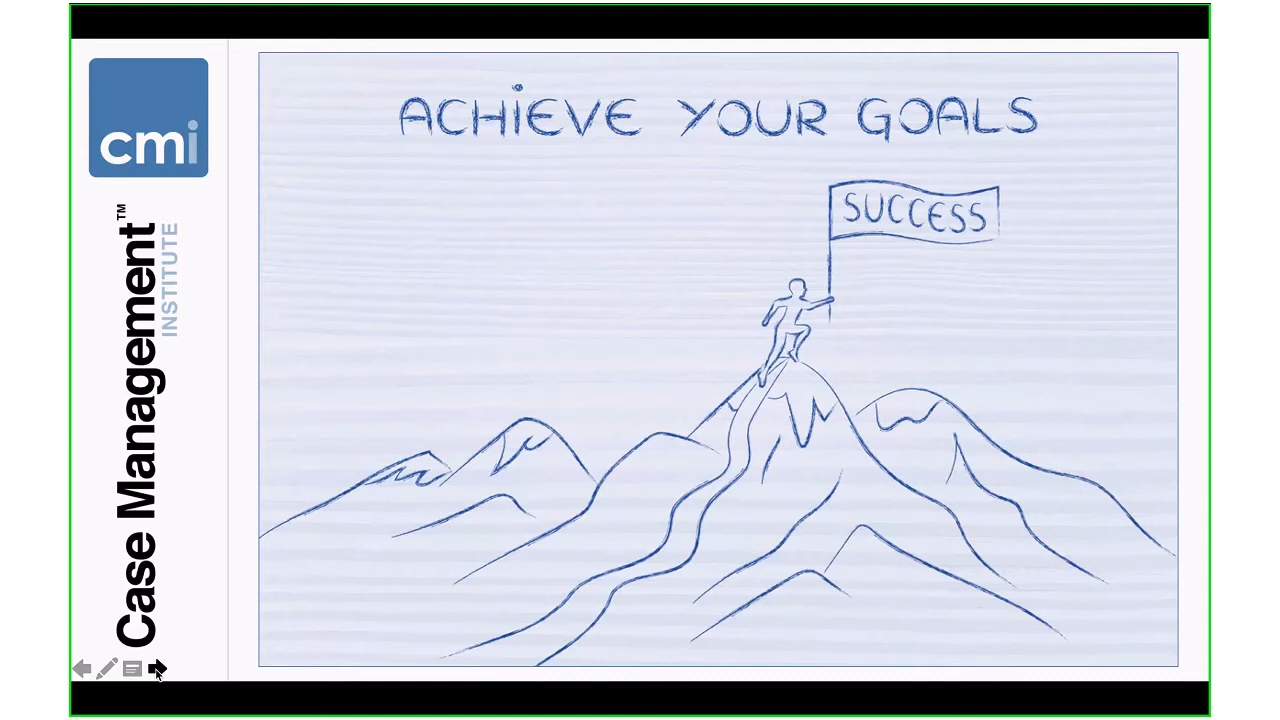 cmi
Case Management™
INSTITUTE
ACHiEVE YOUR GOALS
SUCCESS